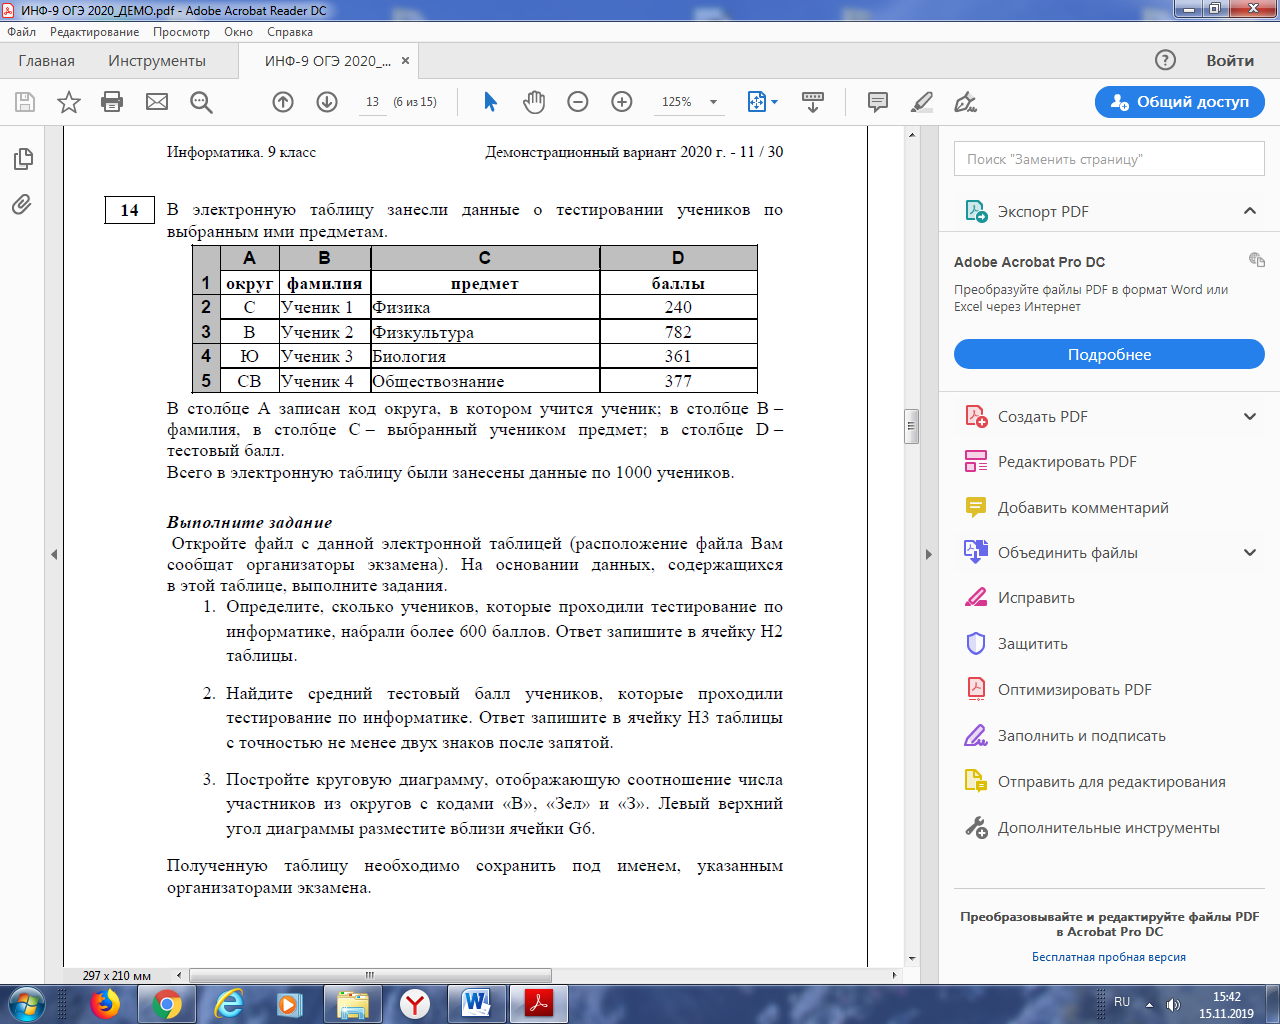 ИНФ-9 ОГЭ 2020_ДЕМО.pdf - Adobe Acrobat Reader DC
Файл Редактирование Просмотр Окно Справка
Главная Инструменты ИНФ-9 ОГЭ 2020_... × Войти
13 (6 из 15) 125% Общий доступ
Информатика. 9 класс Демонстрационный вариант 2020 г. - 11 / 30
14 В электронную таблицу занесли данные о тестировании учеников по
выбранным ими предметам.
A B C D
1 округ фамилия предмет баллы
2 С Ученик 1 Физика 240
3 В Ученик 2 Физкультура 782
4 Ю Ученик 3 Биология 361
5 СВ Ученик 4 Обществознание 377
В столбце A записан код округа, в котором учится ученик; в столбце B –
фамилия, в столбце C – выбранный учеником предмет; в столбце D –
тестовый балл.
Всего в электронную таблицу были занесены данные по 1000 учеников.
Выполните задание
Откройте файл с данной электронной таблицей (расположение файла Вам
сообщат организаторы экзамена). На основании данных, содержащихся
в этой таблице, выполните задания.
1. Определите, сколько учеников, которые проходили тестирование по
информатике, набрали более 600 баллов. Ответ запишите в ячейку H2
таблицы.
2. Найдите средний тестовый балл учеников, которые проходили
тестирование по информатике. Ответ запишите в ячейку H3 таблицы
с точностью не менее двух знаков после запятой.
3. Постройте круговую диаграмму, отображающую соотношение числа
участников из округов с кодами «В», «Зел» и «З». Левый верхний
угол диаграммы разместите вблизи ячейки G6.
Полученную таблицу необходимо сохранить под именем, указанным
организаторами экзамена.
297 x 210 мм
Поиск "Заменить страницу"
Экспорт PDF
Adobe Acrobat Pro DC
Преобразуйте файлы PDF в формат Word или
Excel через Интернет
Подробнее
Создать PDF
Редактировать PDF
Добавить комментарий
Объединить файлы
Исправить
Защитить
Оптимизировать PDF
Заполнить и подписать
Отправить для редактирования
Дополнительные инструменты
Преобразовывайте и редактируйте файлы PDF
в Acrobat Pro DC
Бесплатная пробная версия
RU 15:42
15.11.2019